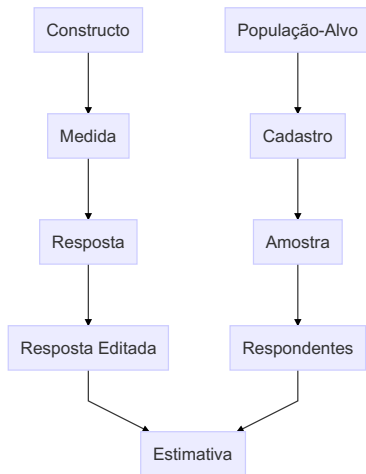 Constructo
População-Alvo
Medida
Cadastro
Resposta
Amostra
Resposta Editada
Respondentes
Estimativa